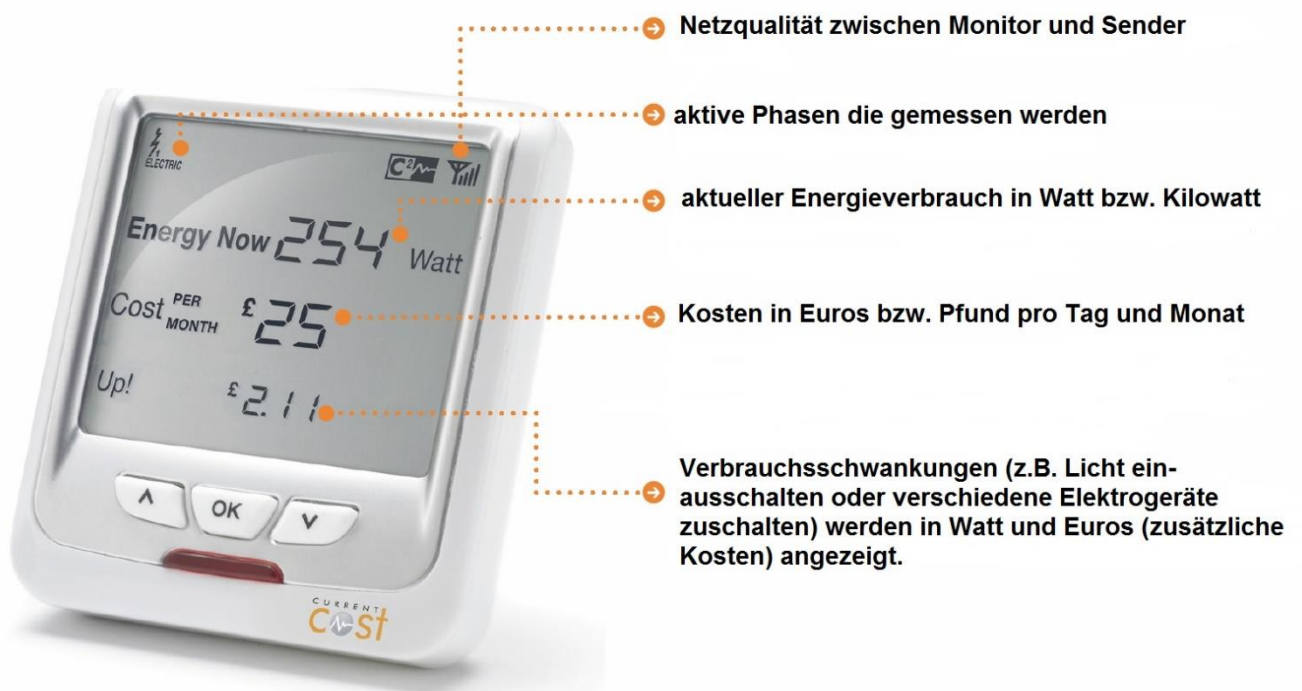 Netzqualität zwischen Monitor und Sender
aktive Phasen die gemessen werden
aktueller Energieverbrauch in Watt bzw. Kilowatt
Kosten in Euros bzw. Pfund pro Tag und Monat
Verbrauchsschwankungen (z.B. Licht ein-
ausschalten oder verschiedene Elektrogeräte
zuschalten) werden in Watt und Euros (zusätzliche
Kosten) angezeigt.
1
ELECTRIC
C²
Energy Now 254 Watt
Cost PER MONTH £25
Up! £2.11
OK
CURRENT
cost